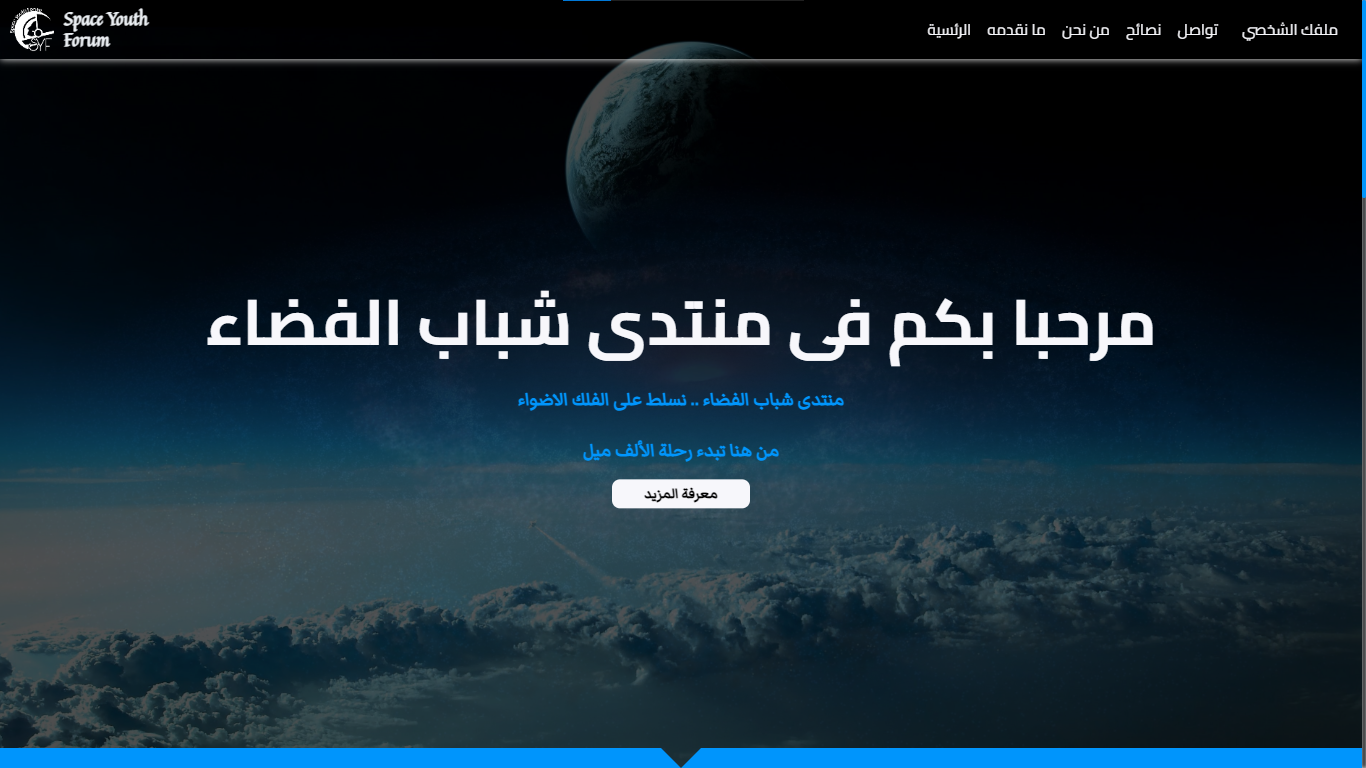 Space Youth
Forum
ملفك الشخصي
تواصل
نصائح
من نحن
ما نقدمه
الرئسية
مرحبا بكم فى منتدى شباب الفضاء
منتدى شباب الفضاء .. نسلط على الفلك الاضواء
من هنا تبدء رحلة الألف ميل
معرفة المزيد